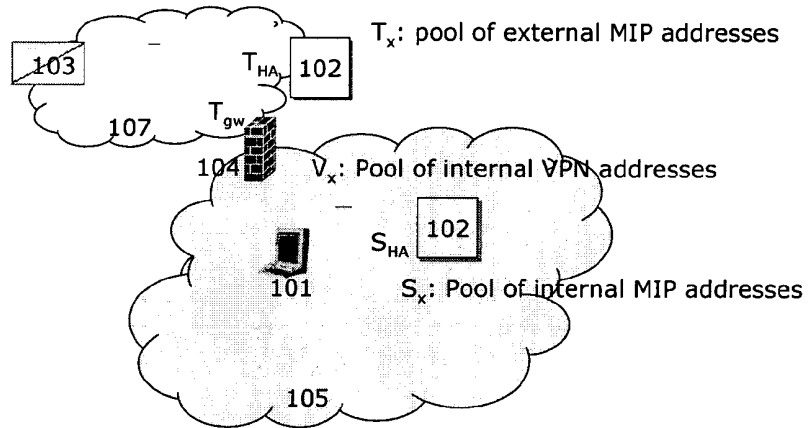 Tx: pool of external MIP addresses
103
THA
102
Tgw
107
104
Vx: Pool of internal VPN addresses
SHA
102
101
Sx: Pool of internal MIP addresses
105